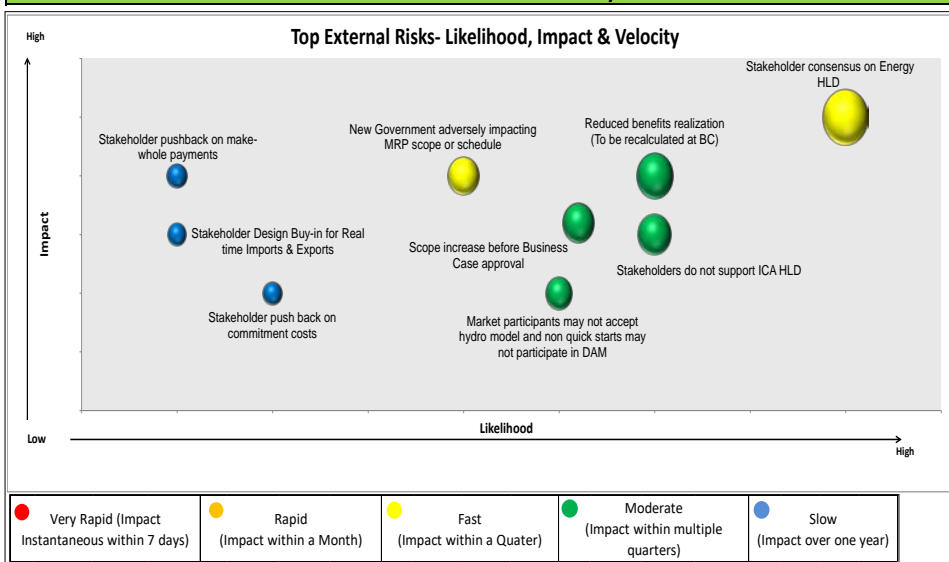 Top External Risks- Likelihood, Impact & Velocity
High
Stakeholder consensus on Energy
HLD
Stakeholder pushback on make-
whole payments
New Government adversely impacting
MRP scope or schedule
Reduced benefits realization
(To be recalculated at BC)
Impact
Stakeholder Design Buy-in for Real
time Imports & Exports
Scope increase before Business
Case approval
Stakeholders do not support ICA HLD
Stakeholder push back on
commitment costs
Market participants may not accept
hydro model and non quick starts may
not participate in DAM
Low
Likelihood
High
Very Rapid (Impact
Instantaneous within 7 days)
Rapid
(Impact within a Month)
Fast
(Impact within a Quater)
Moderate
(Impact within multiple
quarters)
Slow
(Impact over one year)